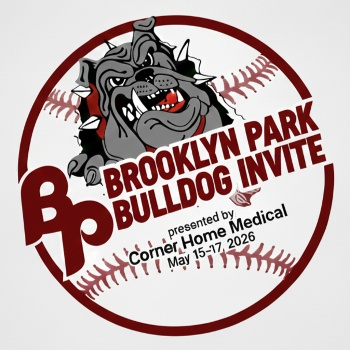 BROOKLYN PARK
BP
BULLDOG INVITE
presented by
Corner Home Medical
May 15-17, 2026